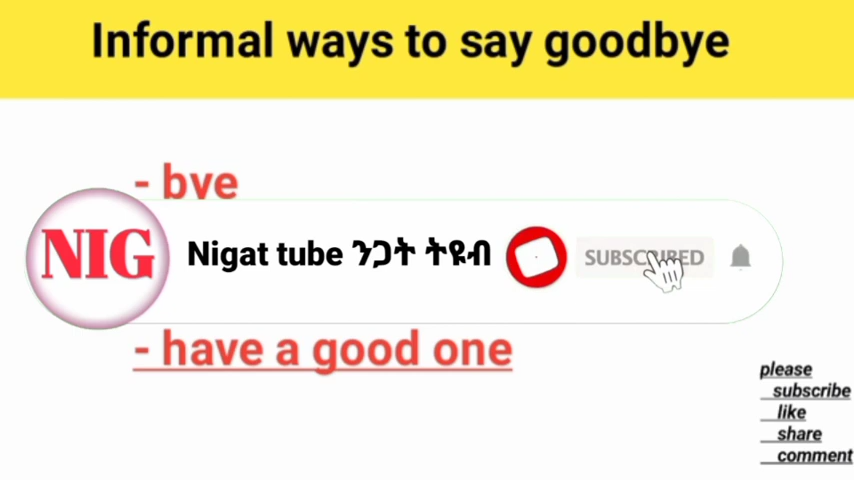 Informal ways to say goodbye
- bye
NIG
Nigat tube ንጋት ትዩብ
SUBSCRIBED
- have a good one
please
subscribe
like
share
comment